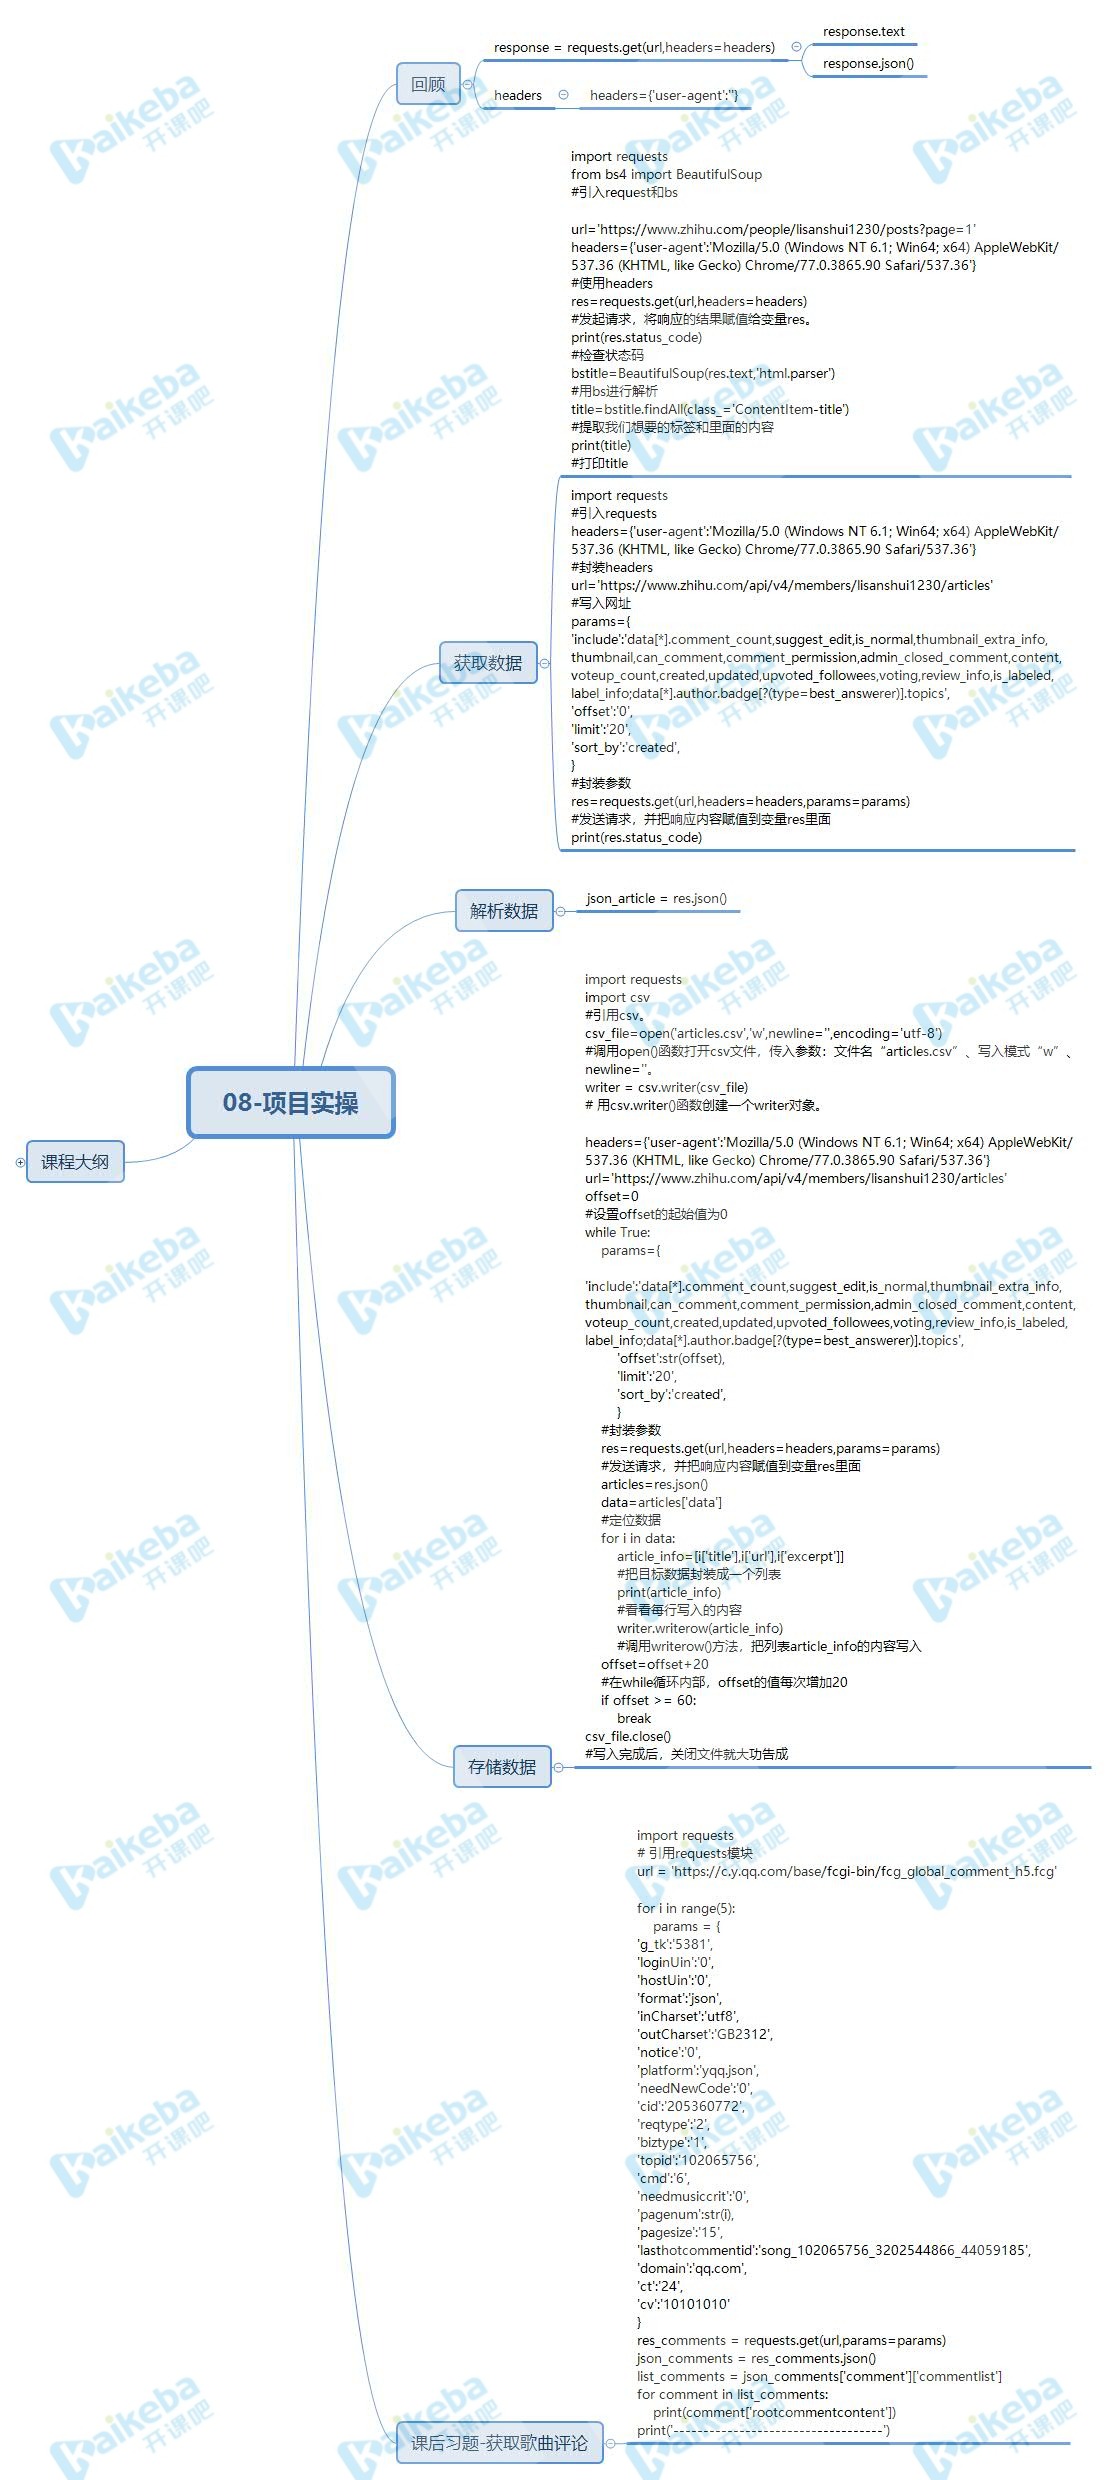 回顾
response = requests.get(url,headers=headers)
response.text
response.json()
headers
headers={'user-agent':''}
获取数据
import requests
from bs4 import BeautifulSoup
#引入request和bs
url='https://www.zhihu.com/people/lisanshui1230/posts?page=1'
headers={'user-agent':'Mozilla/5.0 (Windows NT 6.1; Win64; x64) AppleWebKit/
537.36 (KHTML, like Gecko) Chrome/77.0.3865.90 Safari/537.36'}
#使用headers
res=requests.get(url,headers=headers)
#发起请求，将响应的结果赋值给变量res。
print(res.status_code)
#检查状态码
bstitle=BeautifulSoup(res.text,'html.parser')
#用bs进行解析
title=bstitle.findAll(class_='ContentItem-title')
#提取我们想要的标签和里面的内容
print(title)
#打印title
import requests
#引入requests
headers={'user-agent':'Mozilla/5.0 (Windows NT 6.1; Win64; x64) AppleWebKit/
537.36 (KHTML, like Gecko) Chrome/77.0.3865.90 Safari/537.36'}
#封装headers
url='https://www.zhihu.com/api/v4/members/lisanshui1230/articles'
#写入网址
params={
'include':'data[*].comment_count,suggest_edit,is_normal,thumbnail_extra_info,
thumbnail,can_comment,comment_permission,admin_closed_comment,content,
voteup_count,created,updated,upvoted_followees,voting,review_info,is_labeled,
label_info;data[*].author.badge[?(type=best_answerer)].topics',
'offset':'0',
'limit':'20',
'sort_by':'created',
}
#封装参数
res=requests.get(url,headers=headers,params=params)
#发送请求，并把响应内容赋值到变量res里面
print(res.status_code)
解析数据
json_article = res.json()
08-项目实操
课程大纲
存储数据
import requests
import csv
#引用csv。
csv_file=open('articles.csv','w',newline='',encoding='utf-8')
#调用open()函数打开csv文件，传入参数：文件名“articles.csv”、写入模式“w”、
newline=''。
writer = csv.writer(csv_file)
# 用csv.writer()函数创建一个writer对象。
headers={'user-agent':'Mozilla/5.0 (Windows NT 6.1; Win64; x64) AppleWebKit/
537.36 (KHTML, like Gecko) Chrome/77.0.3865.90 Safari/537.36'}
url='https://www.zhihu.com/api/v4/members/lisanshui1230/articles'
offset=0
#设置offset的起始值为0
while True:
params={
'include':'data[*].comment_count,suggest_edit,is_normal,thumbnail_extra_info,
thumbnail,can_comment,comment_permission,admin_closed_comment,content,
voteup_count,created,updated,upvoted_followees,voting,review_info,is_labeled,
label_info;data[*].author.badge[?(type=best_answerer)].topics',
'offset':str(offset),
'limit':'20',
'sort_by':'created',
}
#封装参数
res=requests.get(url,headers=headers,params=params)
#发送请求，并把响应内容赋值到变量res里面
articles=res.json()
data=articles['data']
#定位数据
for i in data:
article_info=[i['title'],i['url'],i['excerpt']]
#把目标数据封装成一个列表
print(article_info)
#看看每行写入的内容
writer.writerow(article_info)
#调用writerow()方法，把列表article_info的内容写入
offset=offset+20
#在while循环内部，offset的值每次增加20
if offset >= 60:
break
csv_file.close()
#写入完成后，关闭文件就大功告成
课后习题-获取歌曲评论
import requests
# 引用requests模块
url = 'https://c.y.qq.com/base/fcgi-bin/fcg_global_comment_h5.fcg'
for i in range(5):
params = {
'g_tk':'5381',
'loginUin':'0',
'hostUin':'0',
'format':'json',
'inCharset':'utf8',
'outCharset':'GB2312',
'notice':'0',
'platform':'yqq.json',
'needNewCode':'0',
'cid':'205360772',
'reqtype':'2',
'biztype':'1',
'topid':'102065756',
'cmd':'6',
'needmusiccrit':'0',
'pagenum':str(i),
'pagesize':'15',
'lasthotcommentid':'song_102065756_3202544866_44059185',
'domain':'qq.com',
'ct':'24',
'cv':'10101010'
}
res_comments = requests.get(url,params=params)
json_comments = res_comments.json()
list_comments = json_comments['comment']['commentlist']
for comment in list_comments:
print(comment['rootcommentcontent'])
print('-----------------------------------')
Kaikeba
开课吧